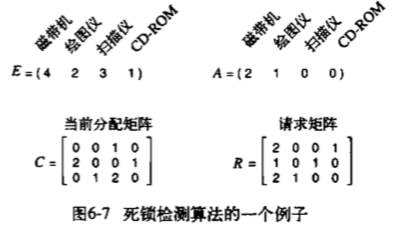 磁带机 绘图仪 扫描仪 CD-ROM 磁带机 绘图仪 扫描仪 CD-ROM
E=(4 2 3 1) A=(2 1 0 0)
当前分配矩阵 请求矩阵
0 0 1 0 2 0 0 1
C= 2 0 0 1 R= 1 0 1 0
0 1 2 0 2 1 0 0
图6-7 死锁检测算法的一个例子